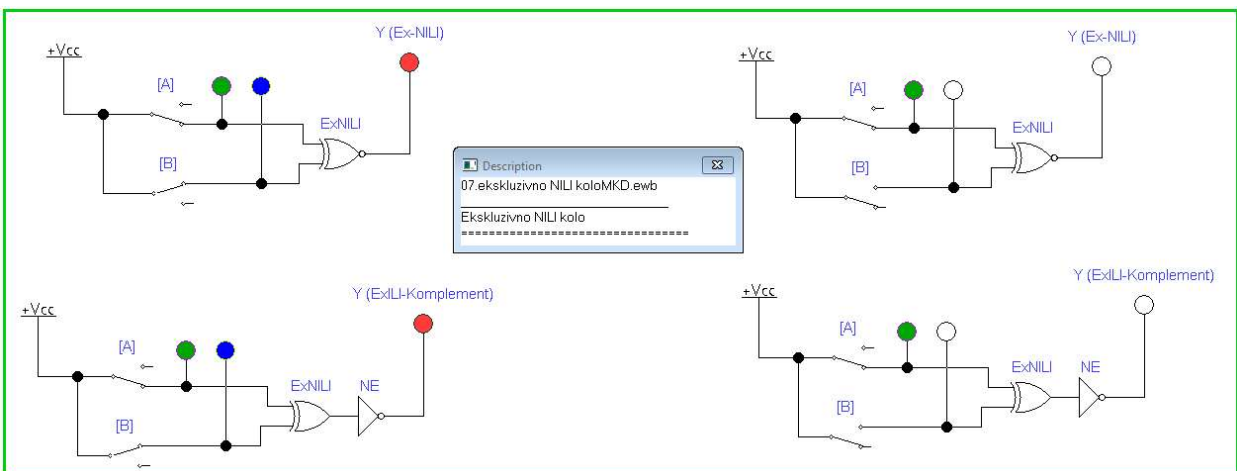 Y (Ex-NILI)
+Vcc
[A]
ExNILI
[B]
Y (Ex-NILI)
+Vcc
[A]
ExNILI
[B]
Description
07.ekskluzivno NILI koloMKD.ewb
Ekskluzivno NILI kolo
================================
Y (ExILI-Komplement)
+Vcc
[A]
ExNILI NE
[B]
Y (ExILI-Komplement)
+Vcc
[A]
ExNILI NE
[B]